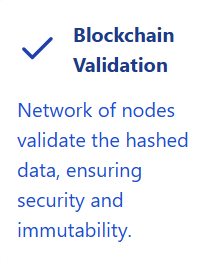 Blockchain
Validation
Network of nodes
validate the hashed
data, ensuring
security and
immutability.